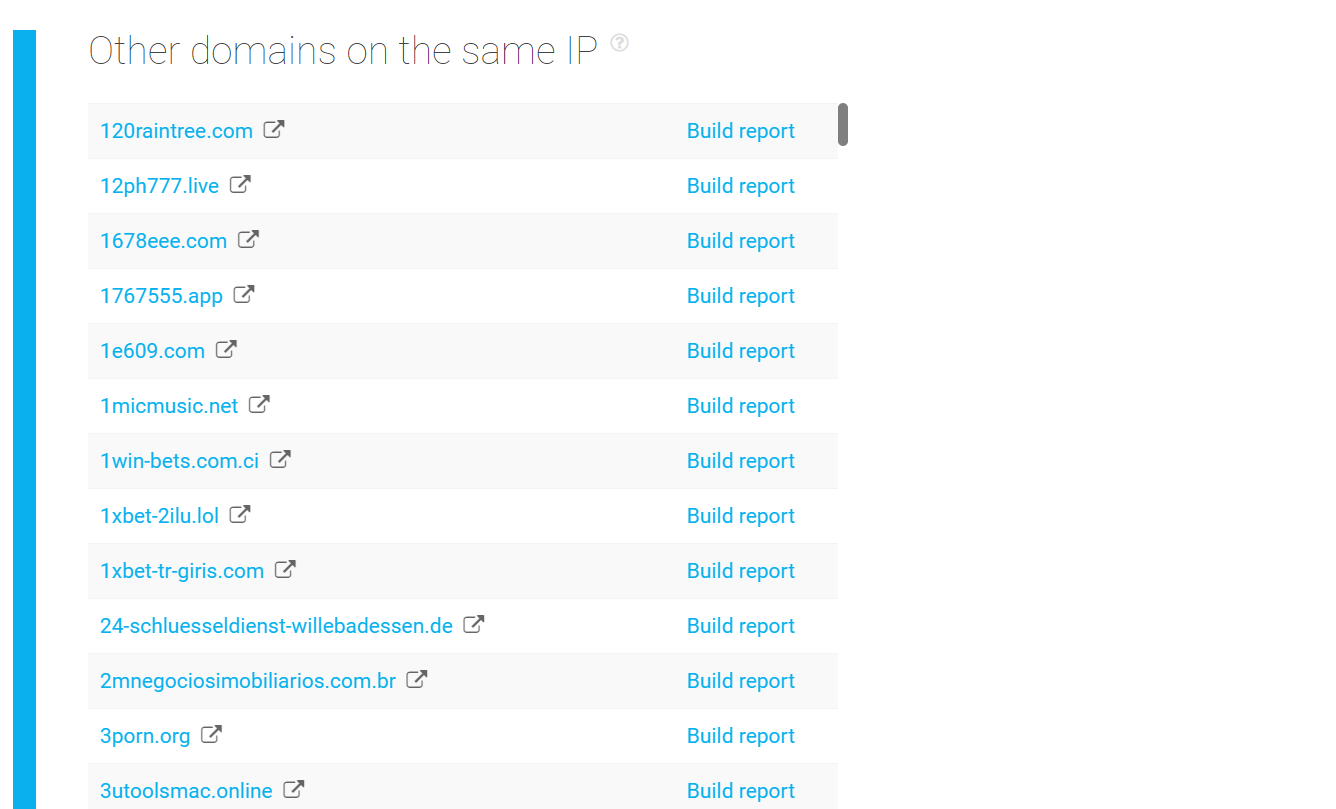 Other domains on the same IP ?
120raintree.com Build report
12ph777.live Build report
1678eee.com Build report
1767555.app Build report
1e609.com Build report
1micmusic.net Build report
1win-bets.com.ci Build report
1xbet-2ilu.lol Build report
1xbet-tr-giris.com Build report
24-schluesseldienst-willebadessen.de Build report
2mnegociosimobiliarios.com.br Build report
3porn.org Build report
3utoolsmac.online Build report